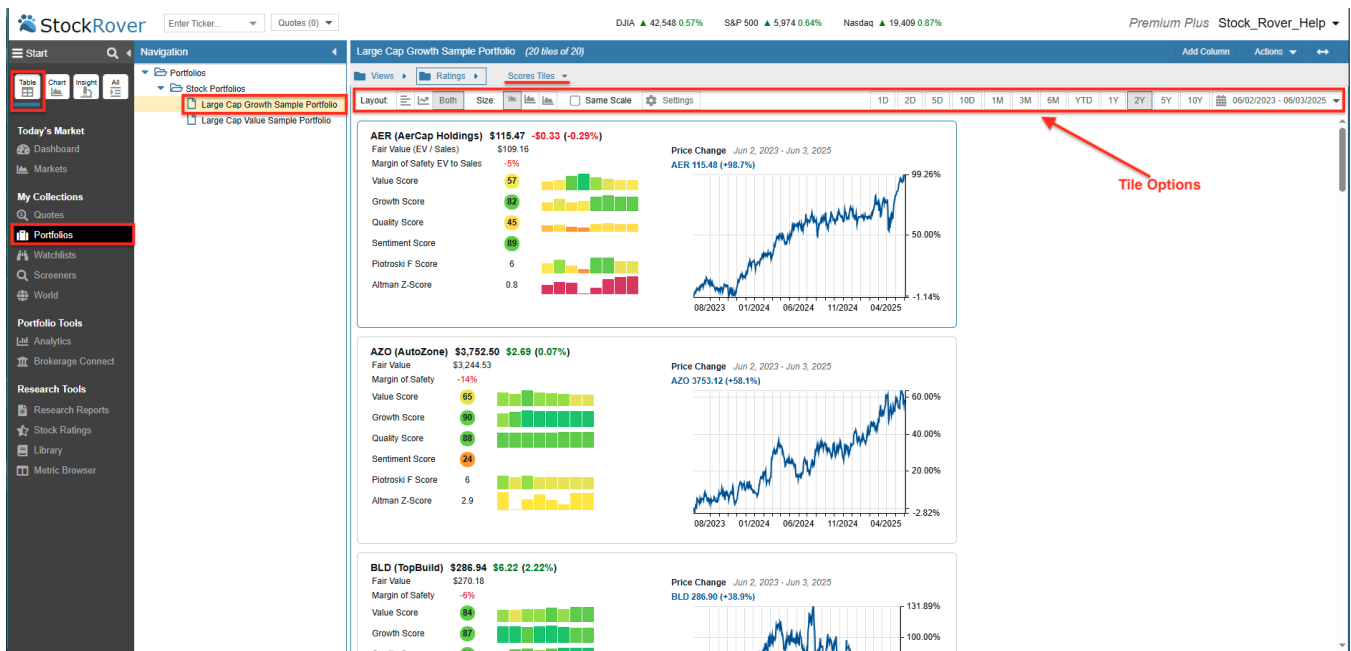 StockRover
Enter Ticker...
Quotes (0)
DJIA ▲ 42,548 0.57% S&P 500 ▲ 5,974 0.64% Nasdaq ▲ 19,409 0.87%
Premium Plus Stock_Rover_Help
Start
Table Chart Insight All
Today's Market
Dashboard
Markets
My Collections
Quotes
Portfolios
Watchlists
Screeners
World
Portfolio Tools
Analytics
Brokerage Connect
Research Tools
Research Reports
Stock Ratings
Library
Metric Browser
Navigation
Portfolios
Stock Portfolios
Large Cap Growth Sample Portfolio
Large Cap Value Sample Portfolio
Large Cap Growth Sample Portfolio (20 tiles of 20)
Add Column Actions
Views Ratings Scores Tiles
Layout: Both Size: Same Scale Settings
1D 2D 5D 10D 1M 3M 6M YTD 1Y 2Y 5Y 10Y 06/02/2023 - 06/03/2025
Tile Options
AER (AerCap Holdings) $115.47 -$0.33 (-0.29%)
Fair Value (EV / Sales) $109.16
Margin of Safety EV to Sales -5%
Value Score 57
Growth Score 82
Quality Score 45
Sentiment Score 89
Piotroski F Score 6
Altman Z-Score 0.8
Price Change Jun 2, 2023 - Jun 3, 2025
AER 115.48 (+98.7%)
99.26%
50.00%
-1.14%
08/2023 01/2024 06/2024 11/2024 04/2025
AZO (AutoZone) $3,752.50 $2.69 (0.07%)
Fair Value $3,244.53
Margin of Safety -14%
Value Score 65
Growth Score 90
Quality Score 88
Sentiment Score 24
Piotroski F Score 6
Altman Z-Score 2.9
Price Change Jun 2, 2023 - Jun 3, 2025
AZO 3753.12 (+58.1%)
60.00%
40.00%
20.00%
-2.82%
08/2023 01/2024 06/2024 11/2024 04/2025
BLD (TopBuild) $286.94 $6.22 (2.22%)
Fair Value $270.18
Margin of Safety -6%
Value Score 84
Growth Score 87
Price Change Jun 2, 2023 - Jun 3, 2025
BLD 286.90 (+38.9%)
131.89%
100.00%